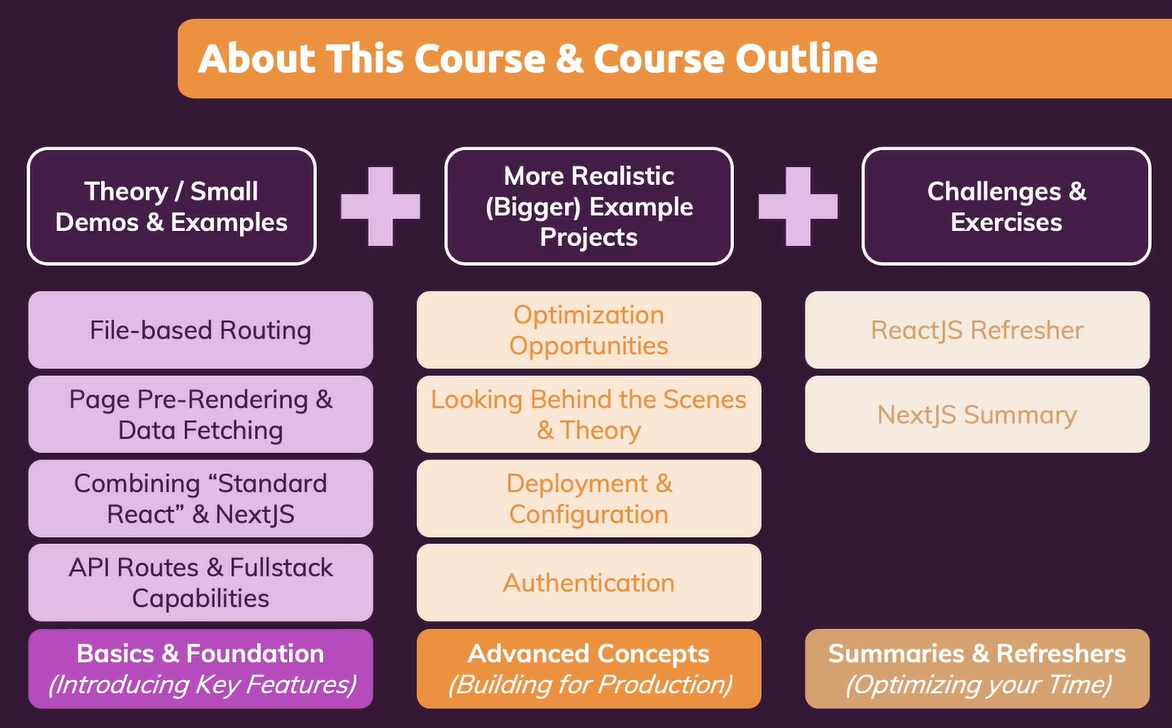 About This Course & Course Outline
Theory / Small
Demos & Examples
More Realistic
(Bigger) Example
Projects
Challenges &
Exercises
File-based Routing
Page Pre-Rendering &
Data Fetching
Combining “Standard
React” & NextJS
API Routes & Fullstack
Capabilities
Basics & Foundation
(Introducing Key Features)
Optimization
Opportunities
Looking Behind the Scenes
& Theory
Deployment &
Configuration
Authentication
Advanced Concepts
(Building for Production)
ReactJS Refresher
NextJS Summary
Summaries & Refreshers
(Optimizing your Time)